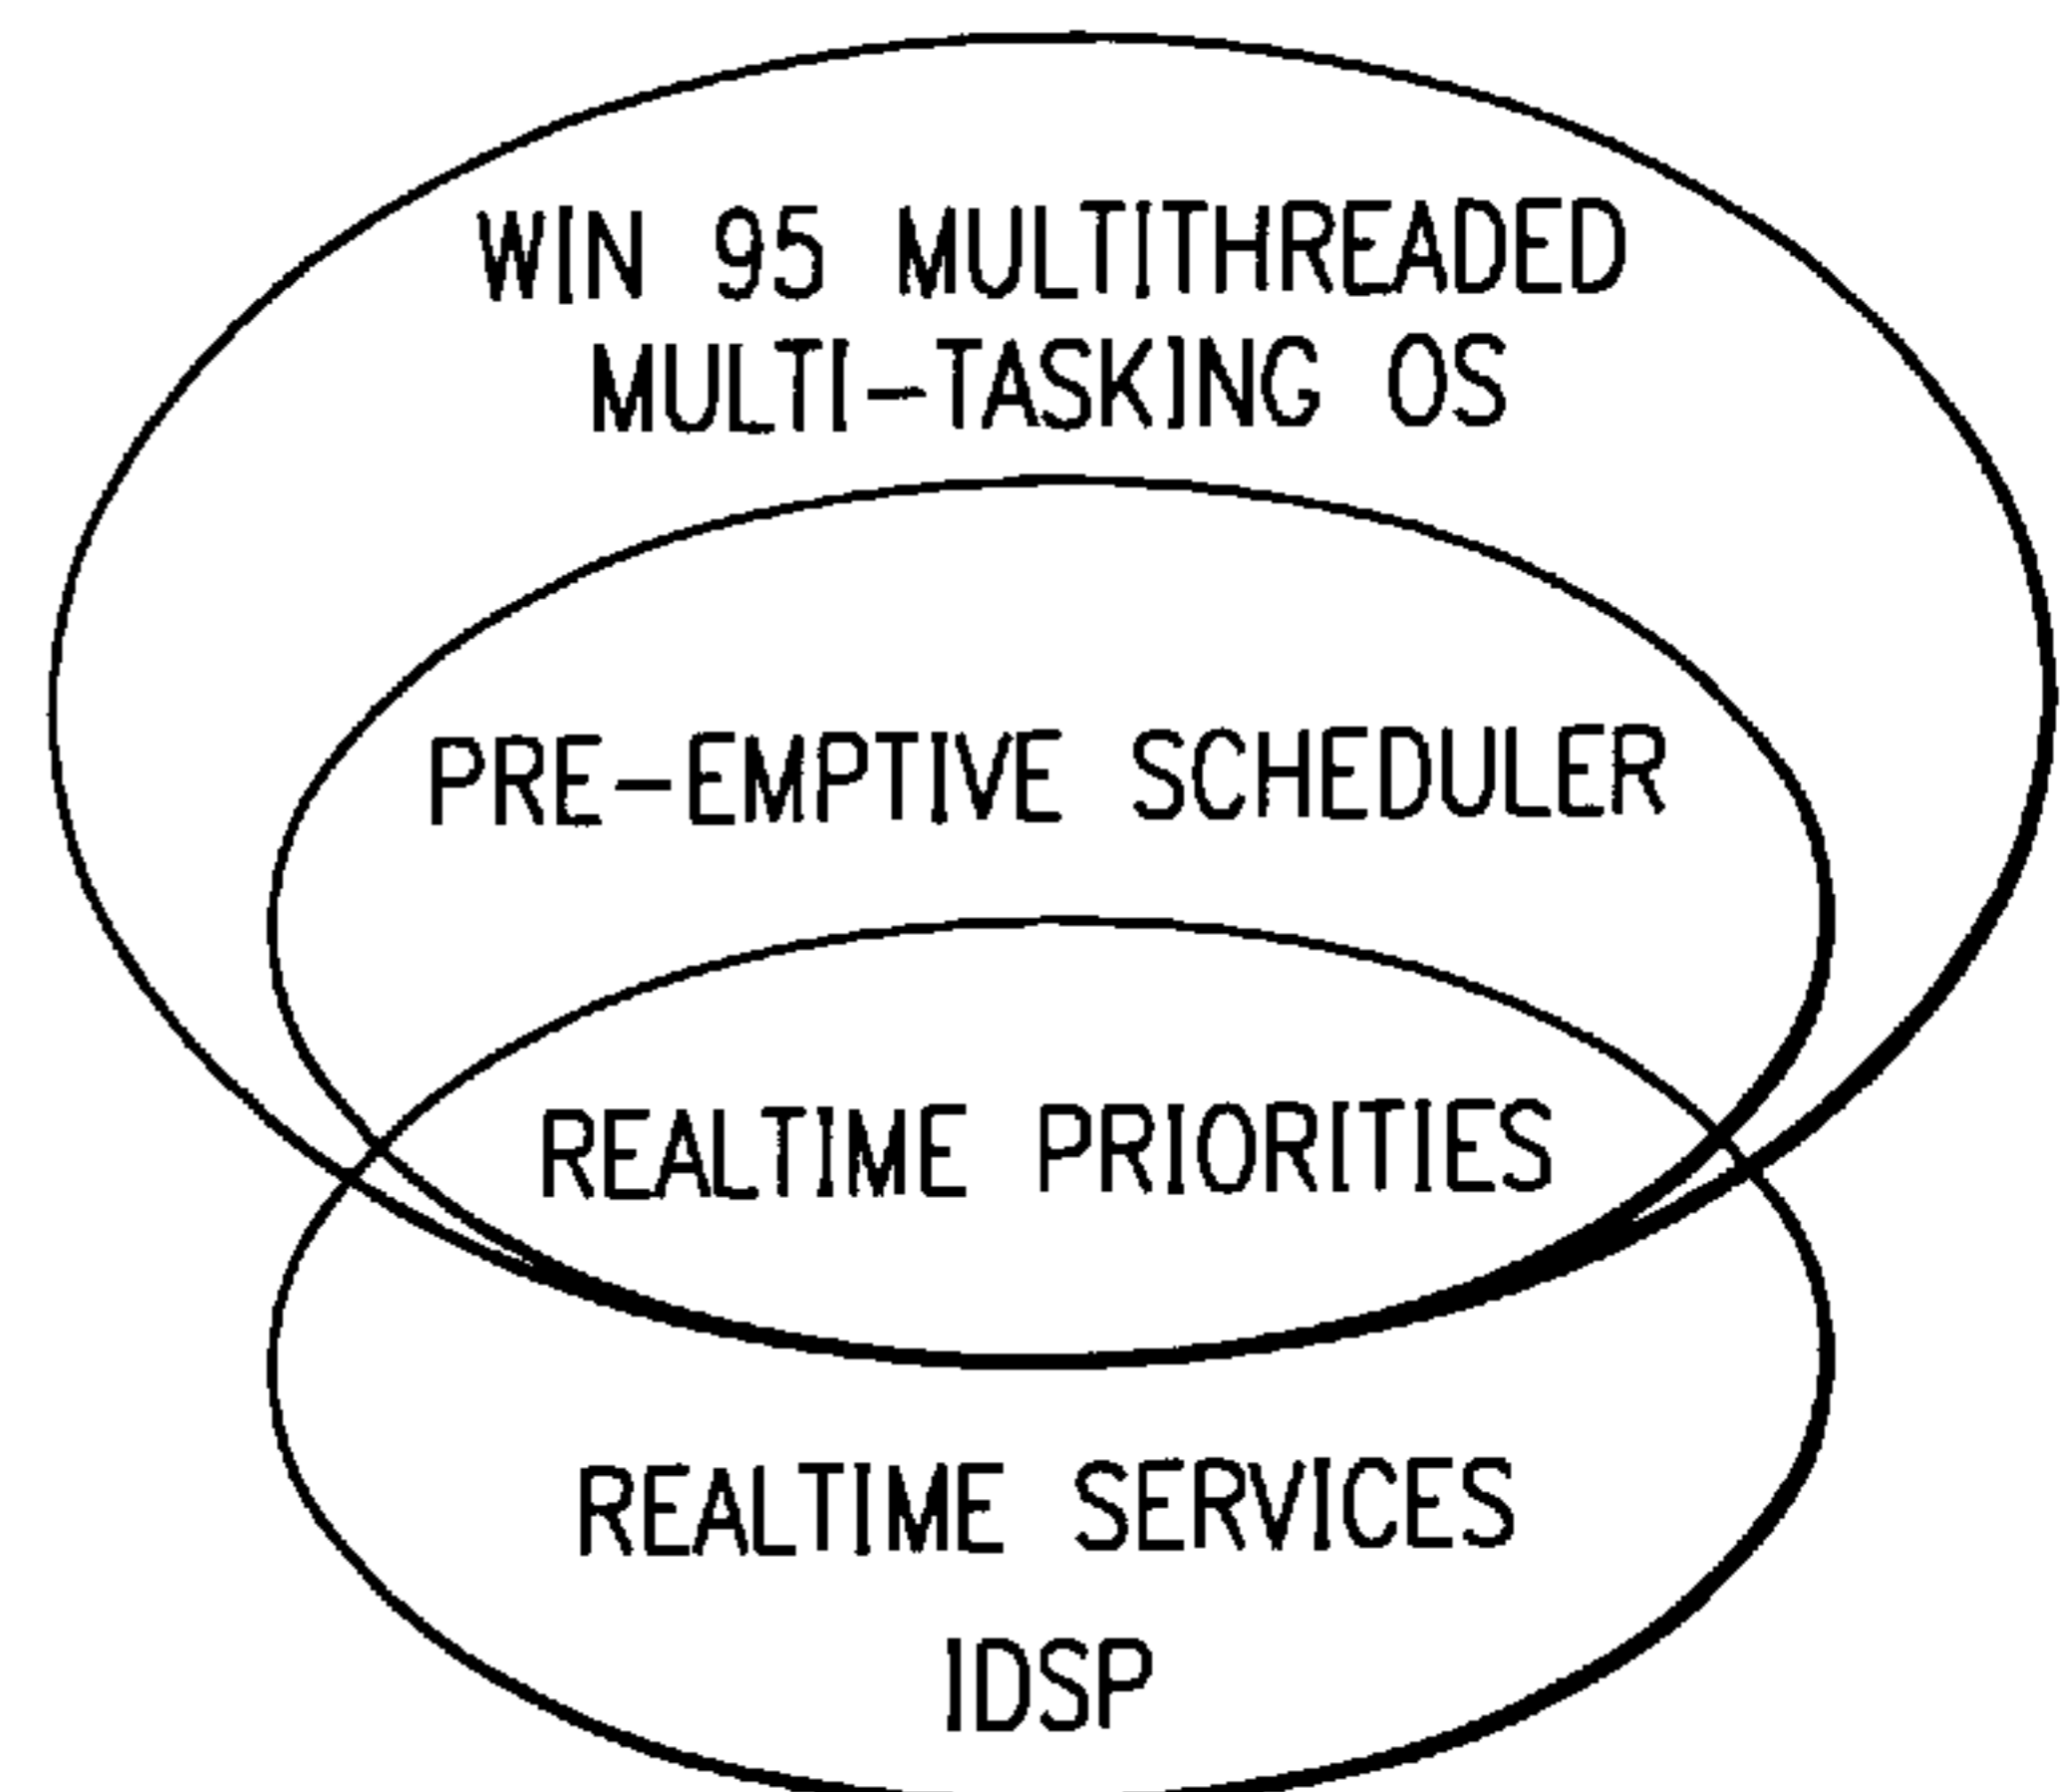 WIN 95 MULTITHREADED
MULTI-TASKING OS
PRE-EMPTIVE SCHEDULER
REALTIME PRIORITIES
REALTIME SERVICES
IDSP